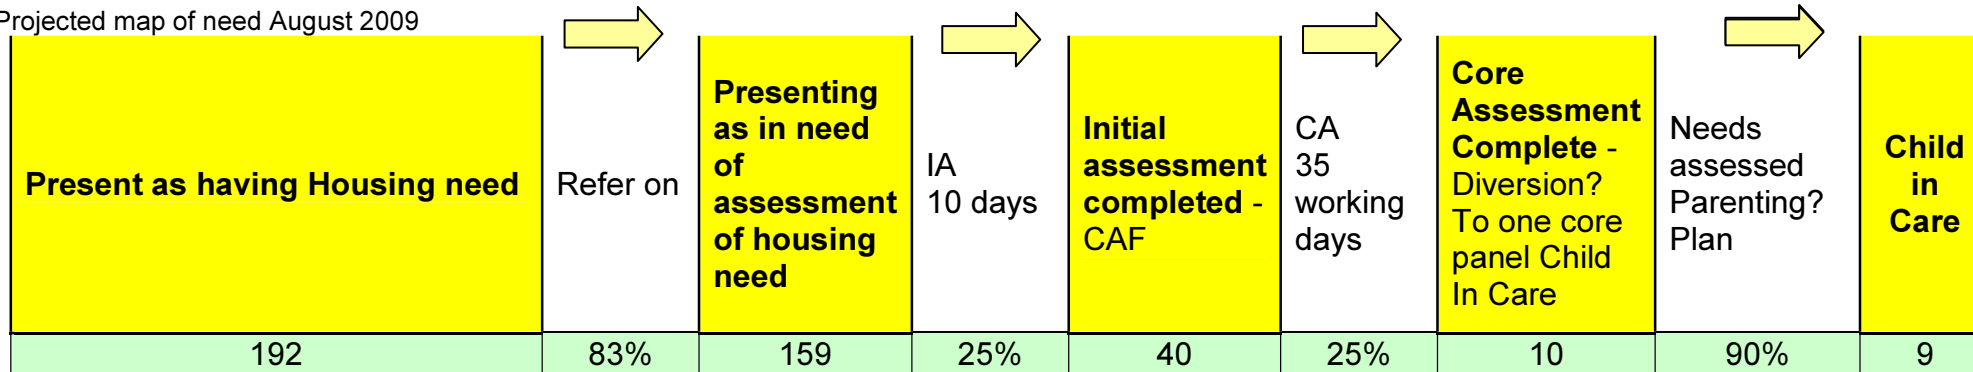 Projected map of need August 2009
Present as having Housing need
Refer on
Presenting
as in need
of
assessment
of housing
need
IA
10 days
Initial
assessment
completed -
CAF
CA
35
working
days
Core
Assessment
Complete -
Diversion?
To one core
panel Child
In Care
Needs
assessed
Parenting?
Plan
Child
in
Care
192
83%
159
25%
40
25%
10
90%
9